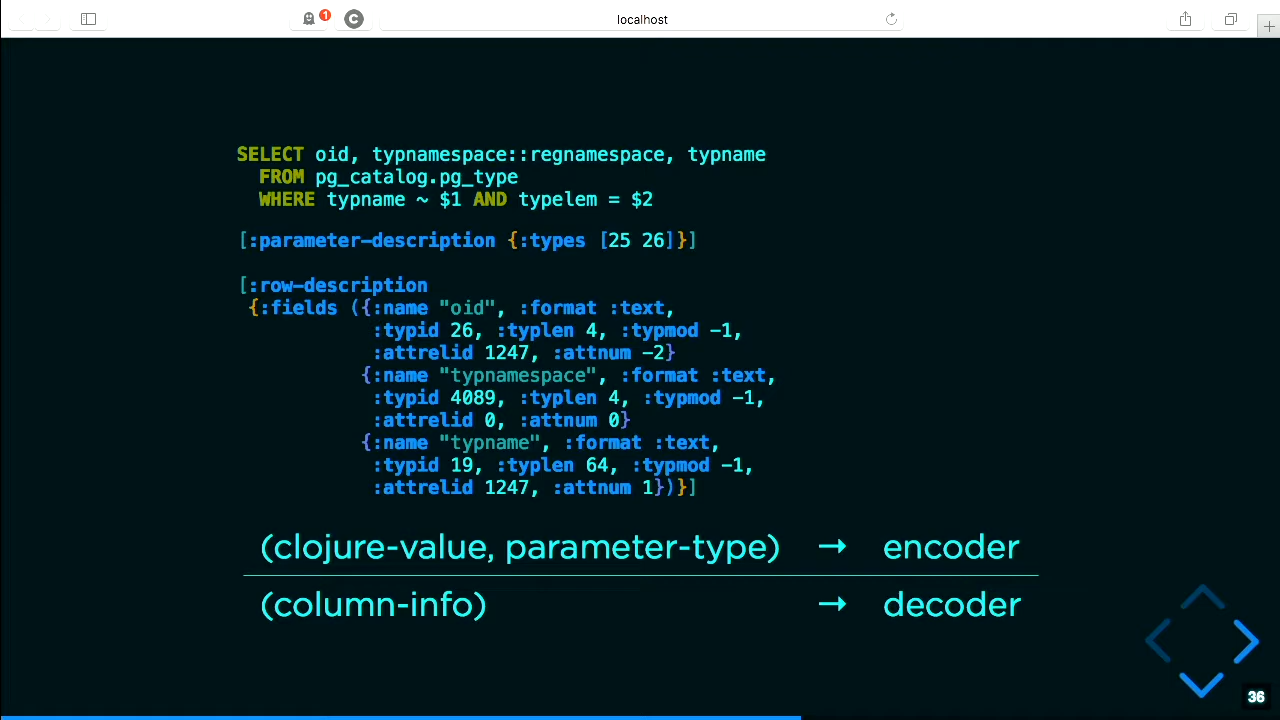 1
C
localhost
SELECT oid, typnamespace::regnamespace, typname
FROM pg_catalog.pg_type
WHERE typname ~ $1 AND typelem = $2
[:parameter-description {:types [25 26]}]
[:row-description
{:fields ({:name "oid", :format :text,
:typid 26, :typlen 4, :typmod -1,
:attrelid 1247, :attnum -2}
{:name "typnamespace", :format :text,
:typid 4089, :typlen 4, :typmod -1,
:attrelid 0, :attnum 0}
{:name "typname", :format :text,
:typid 19, :typlen 64, :typmod -1,
:attrelid 1247, :attnum 1})}]
(clojure-value, parameter-type) → encoder
(column-info) → decoder
36